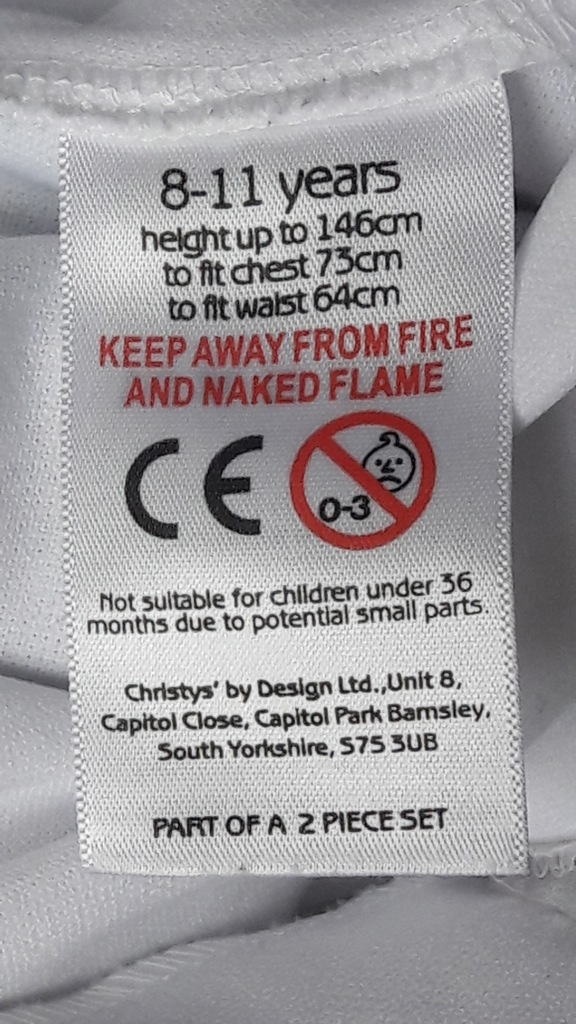 8-11 years
height up to 146cm
to fit chest 73cm
to fit waist 64cm
KEEP AWAY FROM FIRE
AND NAKED FLAME
CE
0-3
Not suitable for children under 36
months due to potential small parts.
Christys' by Design Ltd.,Unit 8,
Capitol Close, Capitol Park Barnsley,
South Yorkshire, S75 3UB
PART OF A 2 PIECE SET